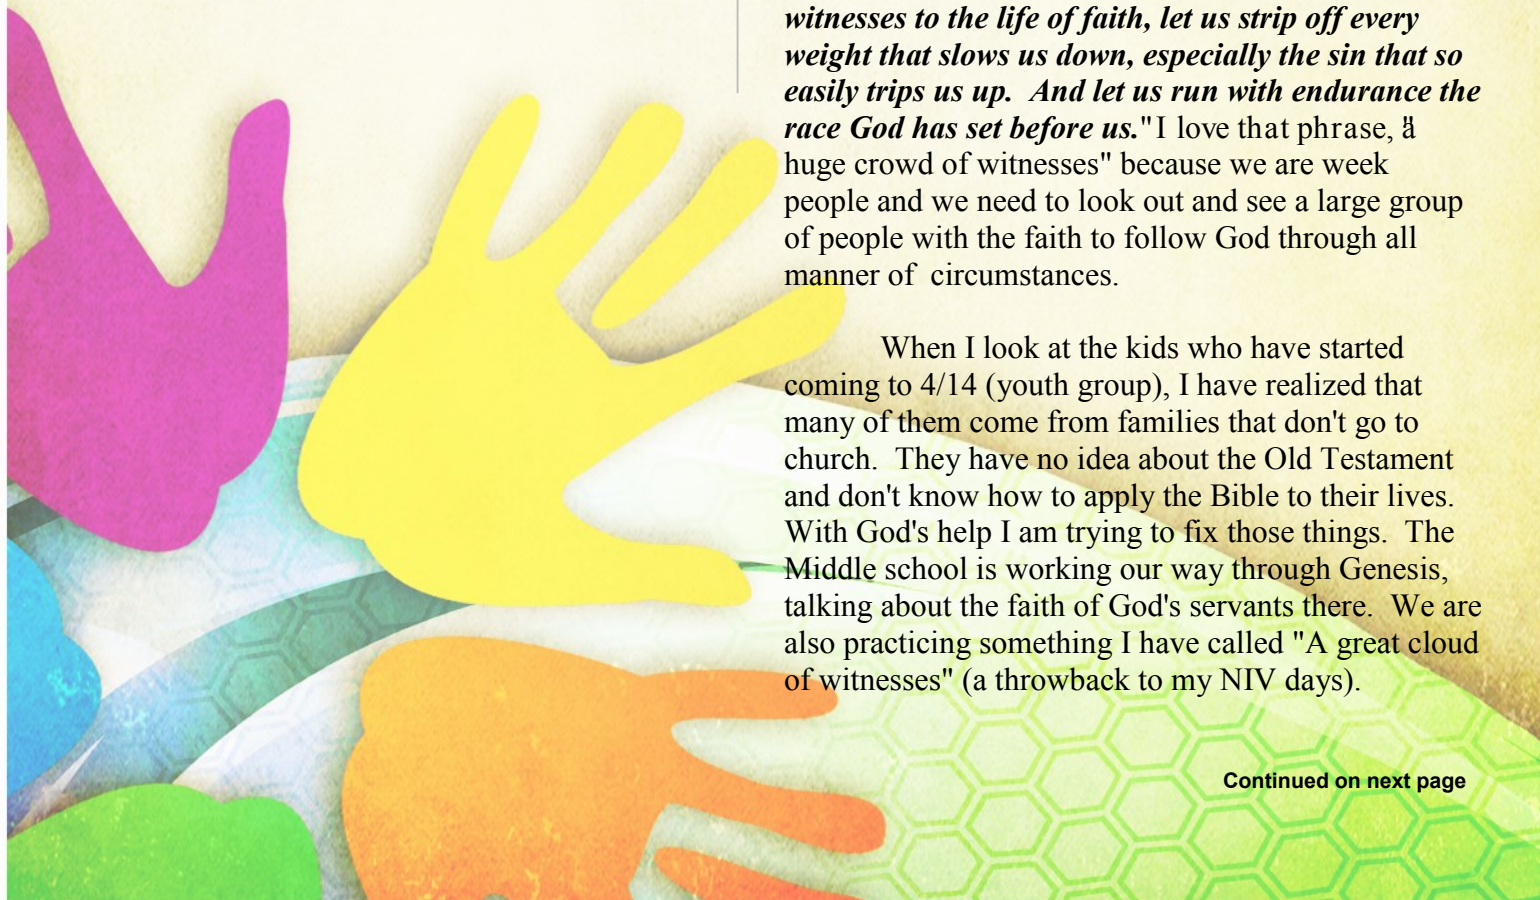 witnesses to the life of faith, let us strip off every
weight that slows us down, especially the sin that so
easily trips us up.  And let us run with endurance the
race God has set before us." I love that phrase, "a
huge crowd of witnesses" because we are week
people and we need to look out and see a large group
of people with the faith to follow God through all
manner of  circumstances.
When I look at the kids who have started
coming to 4/14 (youth group), I have realized that
many of them come from families that don't go to
church.  They have no idea about the Old Testament
and don't know how to apply the Bible to their lives.
With God's help I am trying to fix those things.  The
Middle school is working our way through Genesis,
talking about the faith of God's servants there.  We are
also practicing something I have called "A great cloud
of witnesses" (a throwback to my NIV days).
Continued on next page